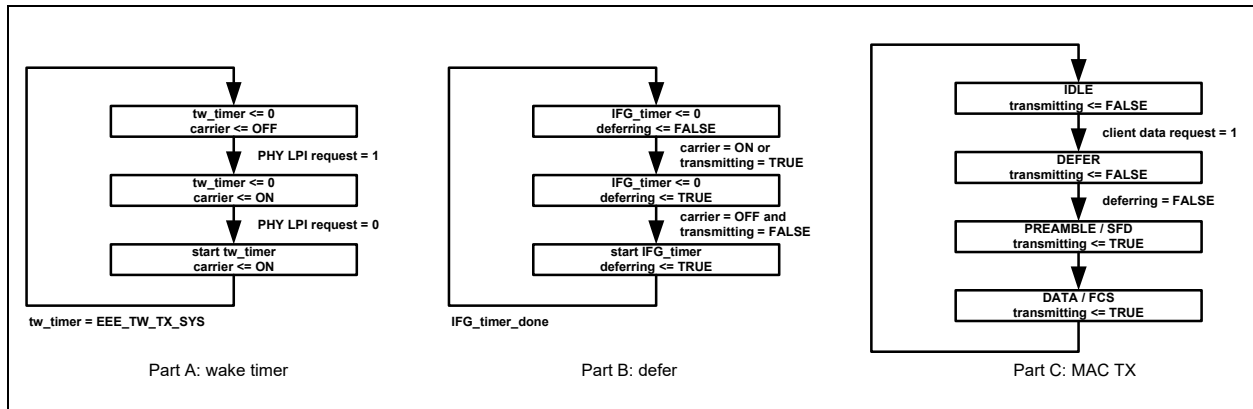 tw_timer <= 0
carrier <= OFF
PHY LPI request = 1
tw_timer <= 0
carrier <= ON
PHY LPI request = 0
start tw_timer
carrier <= ON
tw_timer = EEE_TW_TX_SYS
Part A: wake timer
IFG_timer <= 0
deferring <= FALSE
carrier = ON or
transmitting = TRUE
IFG_timer <= 0
deferring <= TRUE
carrier = OFF and
transmitting = FALSE
start IFG_timer
deferring <= TRUE
IFG_timer_done
Part B: defer
IDLE
transmitting <= FALSE
client data request = 1
DEFER
transmitting <= FALSE
deferring = FALSE
PREAMBLE / SFD
transmitting <= TRUE
DATA / FCS
transmitting <= TRUE
Part C: MAC TX